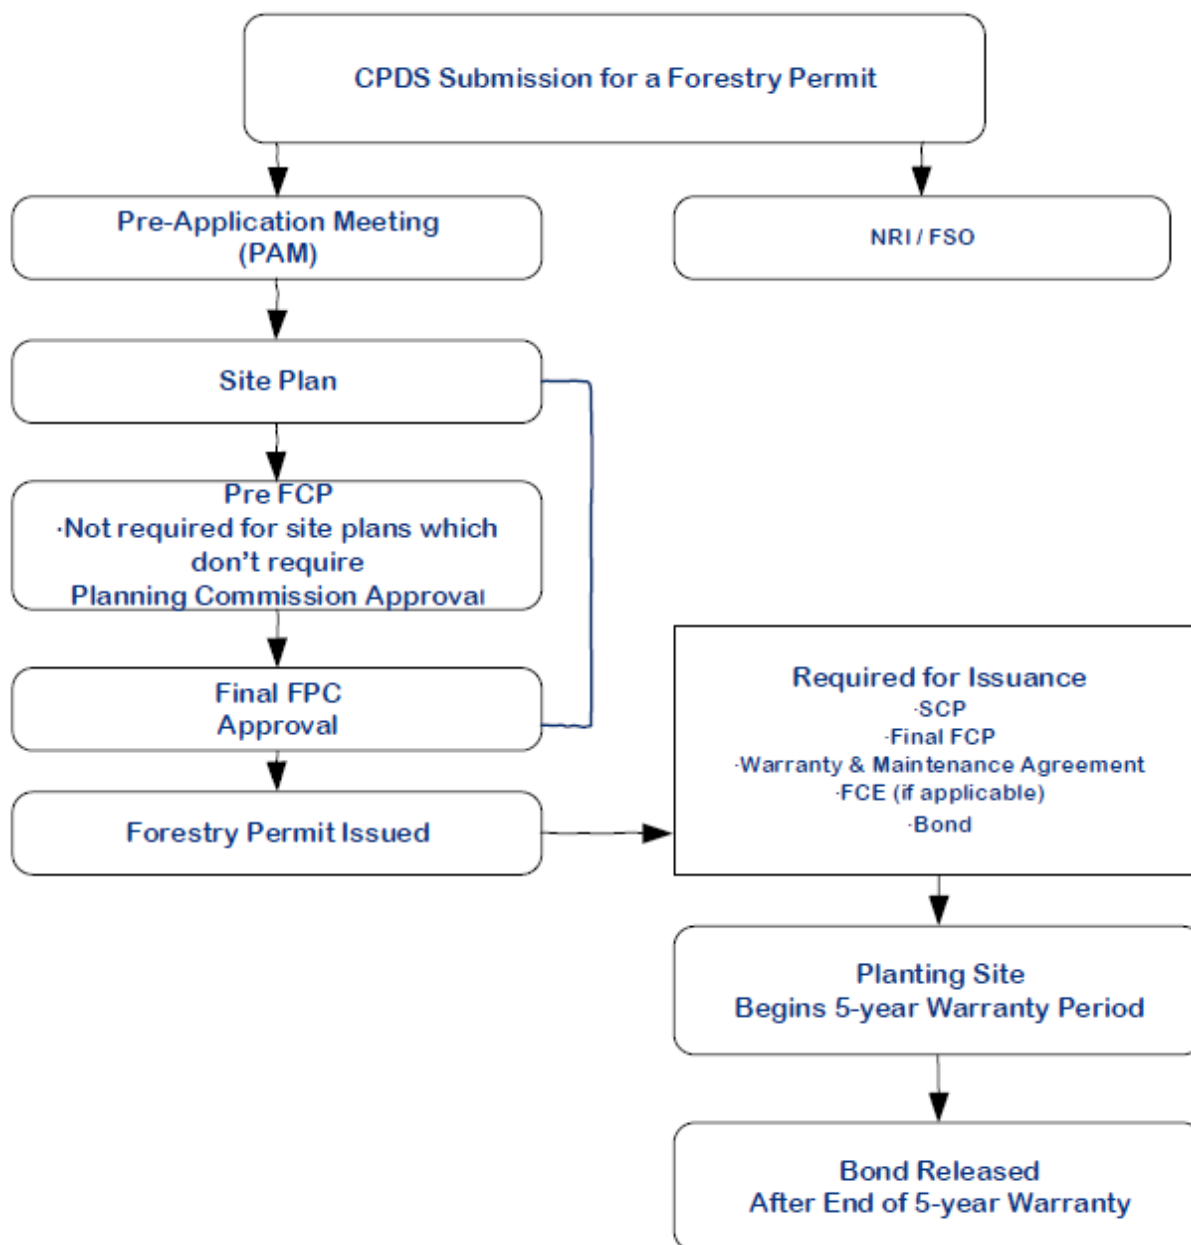 CPDS Submission for a Forestry Permit
Pre-Application Meeting
(PAM)
NRI / FSO
Site Plan
Pre FCP
·Not required for site plans which
don't require
Planning Commission Approval
Final FPC
Approval
Forestry Permit Issued
Required for Issuance
·SCP
·Final FCP
·Warranty & Maintenance Agreement
·FCE (if applicable)
·Bond
Planting Site
Begins 5-year Warranty Period
Bond Released
After End of 5-year Warranty